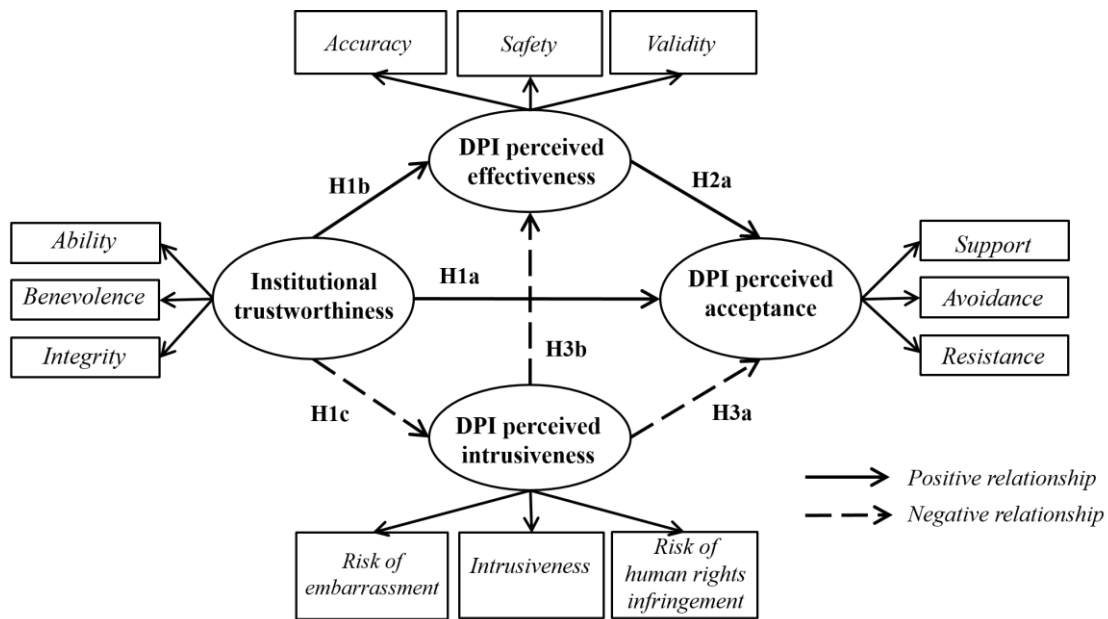 Accuracy
Safety
Validity
DPI perceived
effectiveness
H1b
H2a
Ability
Benevolence
Integrity
Institutional
trustworthiness
H1a
DPI perceived
acceptance
Support
Avoidance
Resistance
H3b
H1c
H3a
DPI perceived
intrusiveness
Positive relationship
Negative relationship
Risk of
embarrassment
Intrusiveness
Risk of
human rights
infringement